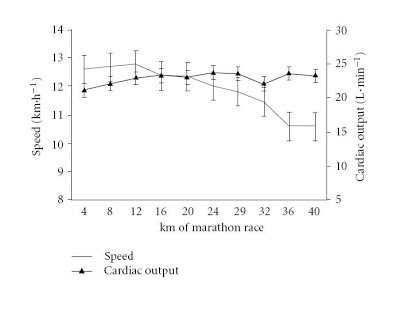 14
13
12
11
10
9
8
Speed (km·h⁻¹)
30
25
20
15
10
5
Cardiac output (L·min⁻¹)
4 8 12 16 20 24 29 32 36 40
km of marathon race
Speed
Cardiac output